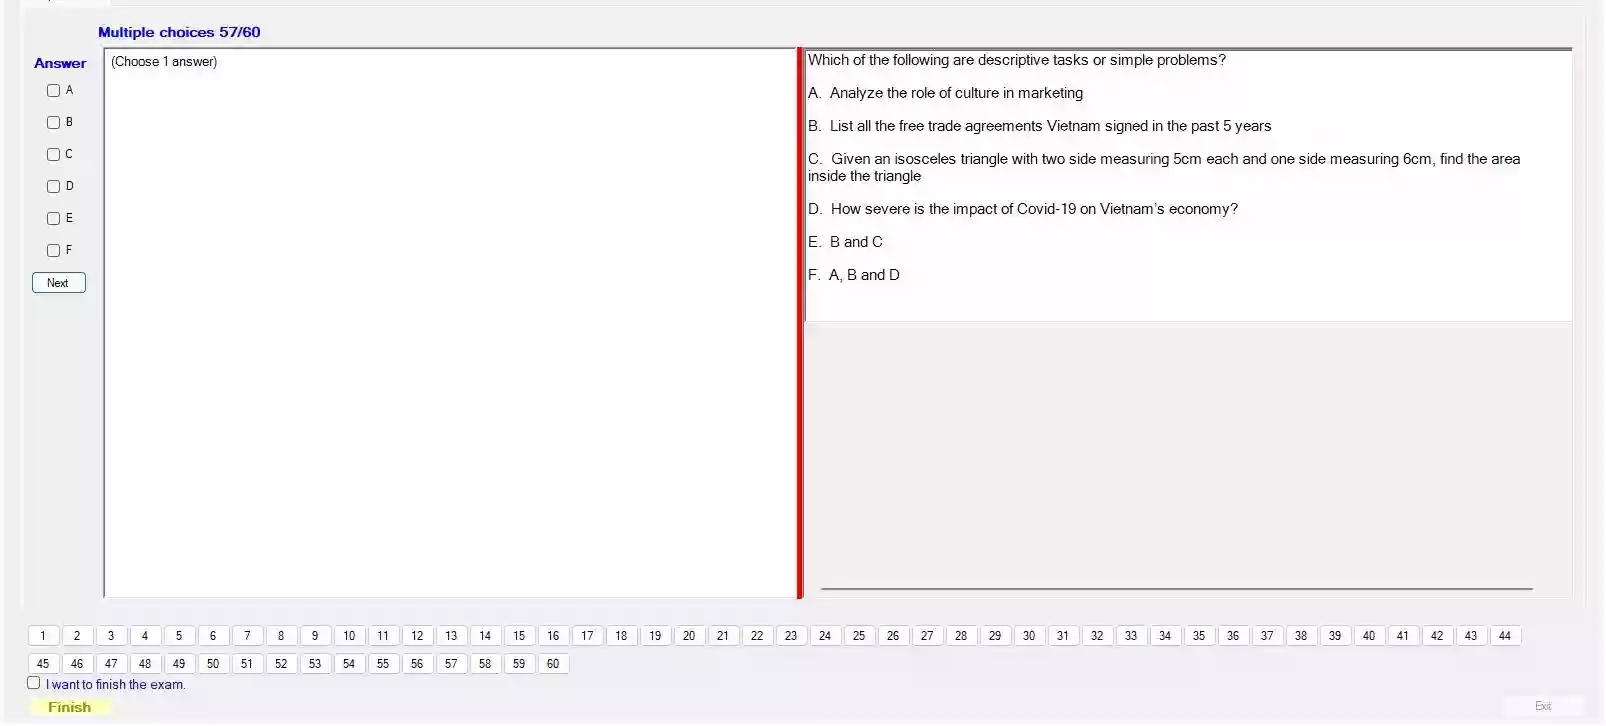 Multiple choices 57/60
Answer
A
B
C
D
E
F
Next
(Choose 1 answer)
Which of the following are descriptive tasks or simple problems?
A. Analyze the role of culture in marketing
B. List all the free trade agreements Vietnam signed in the past 5 years
C. Given an isosceles triangle with two side measuring 5cm each and one side measuring 6cm, find the area
inside the triangle
D. How severe is the impact of Covid-19 on Vietnam's economy?
E. B and C
F. A, B and D
1 2 3 4 5 6 7 8 9 10 11 12 13 14 15 16 17 18 19 20 21 22 23 24 25 26 27 28 29 30 31 32 33 34 35 36 37 38 39 40 41 42 43 44
45 46 47 48 49 50 51 52 53 54 55 56 57 58 59 60
I want to finish the exam.
Finish
Exit